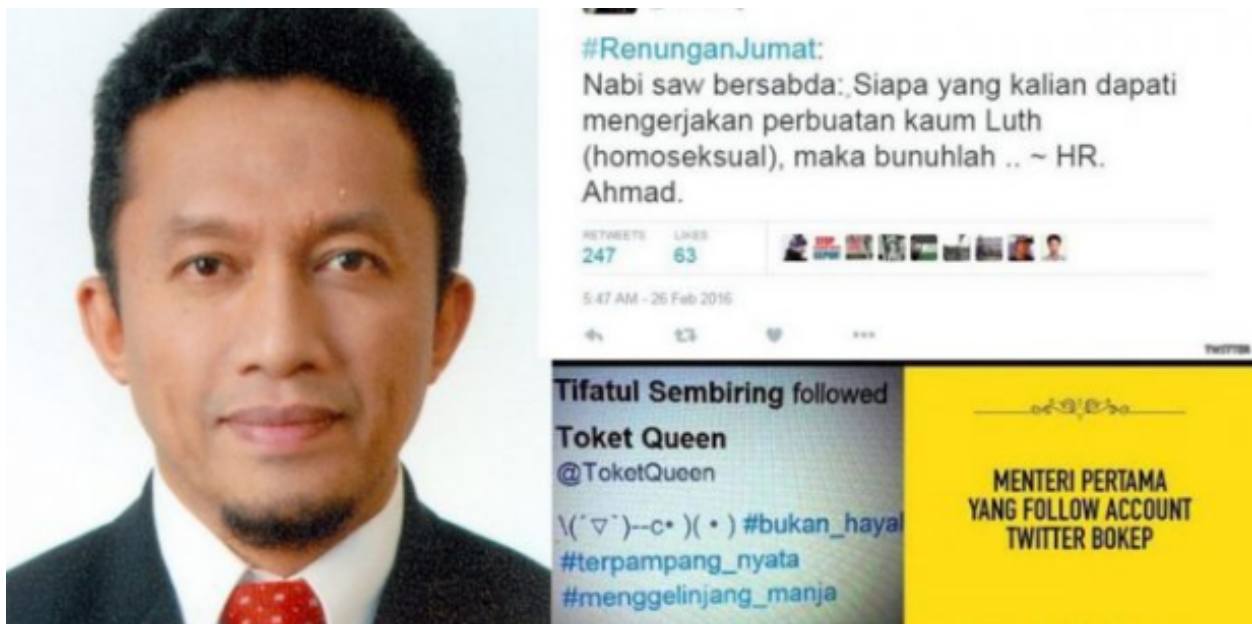 #RenunganJumat:
Nabi saw bersabda: Siapa yang kalian dapati
mengerjakan perbuatan kaum Luth
(homoseksual), maka bunuhlah .. ~ HR.
Ahmad.
RETWEETS LIKES
247 63
5:47 AM - 26 Feb 2016
TWITTER
Tifatul Sembiring followed
Toket Queen
@ToketQueen
\(´▽`)--c• )( • ) #bukan_hayal
#terpampang_nyata
#menggelinjang_manja
MENTERI PERTAMA
YANG FOLLOW ACCOUNT
TWITTER BOKEP